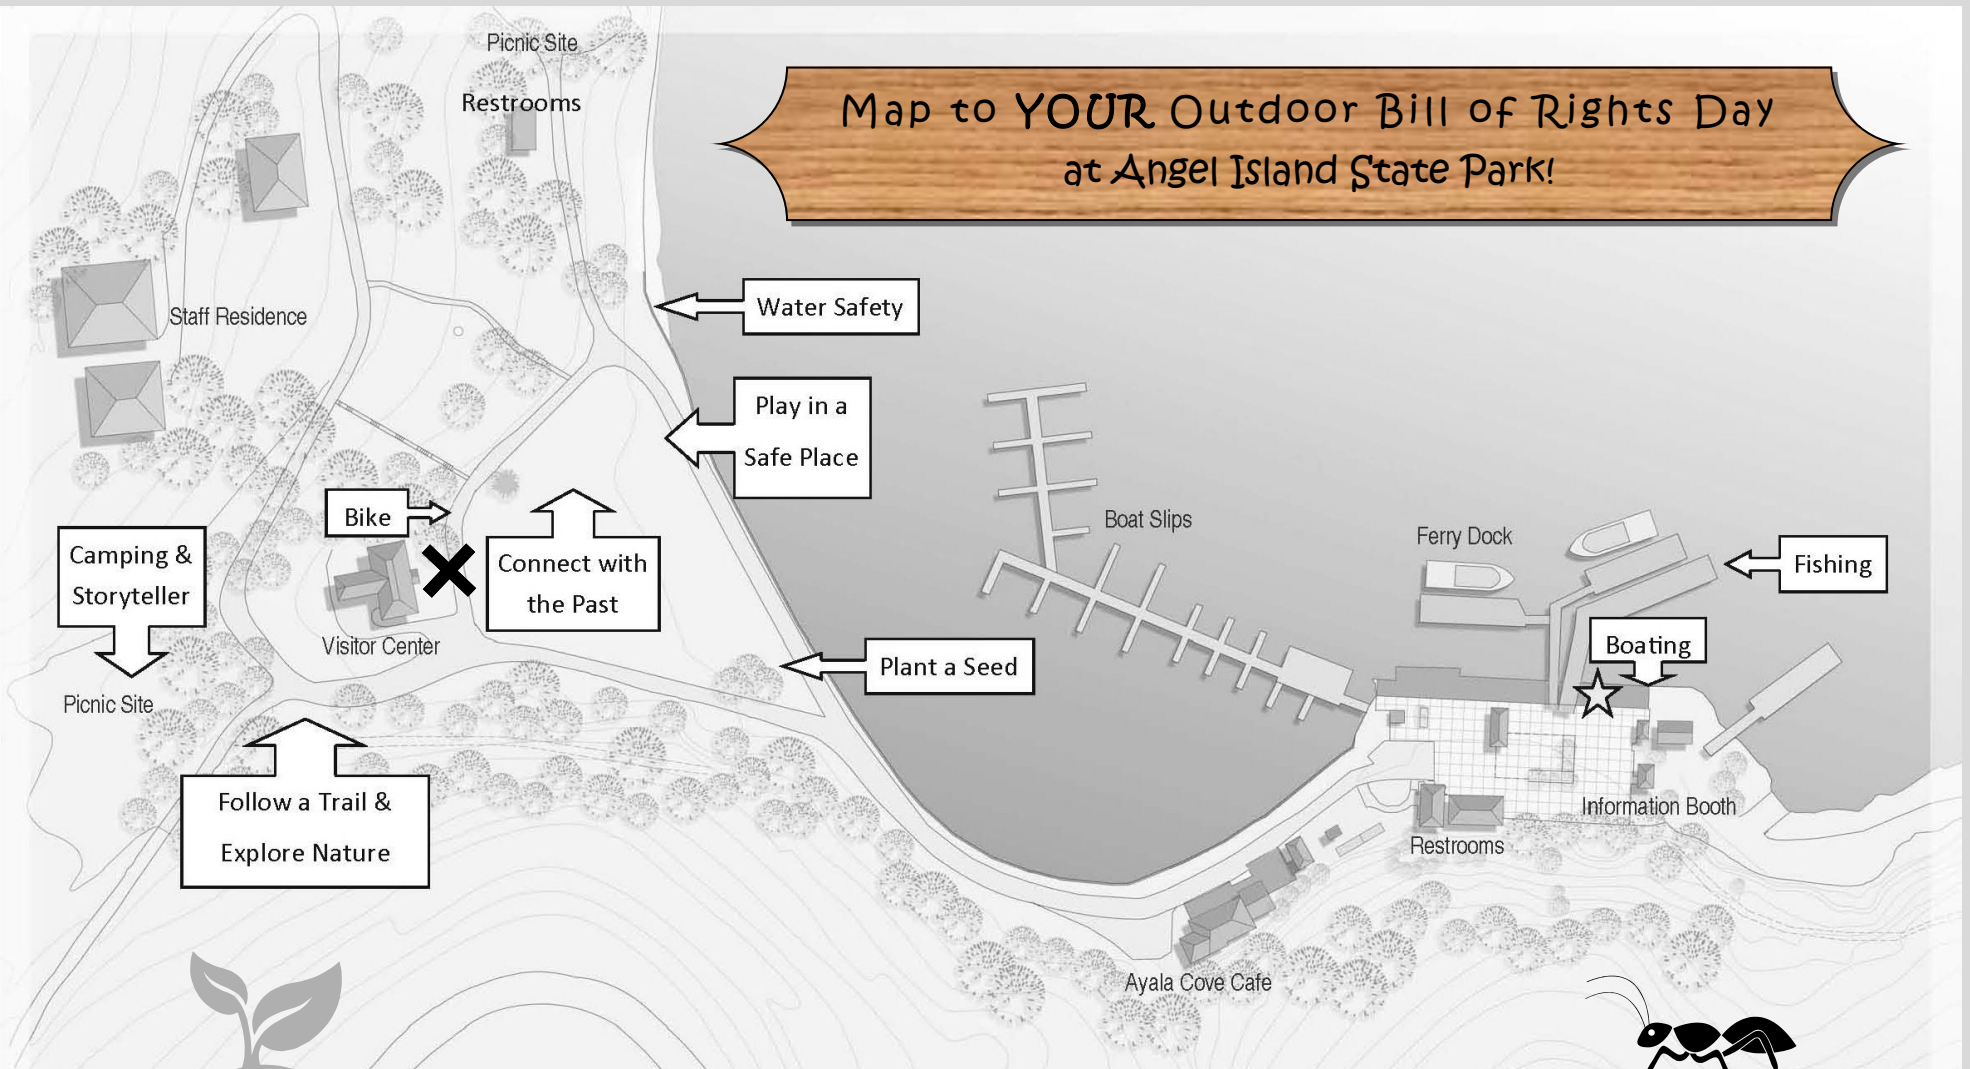 Picnic Site
Restrooms
Map to YOUR Outdoor Bill of Rights Day
at Angel Island State Park!
Water Safety
Staff Residence
Play in a
Safe Place
Bike
Boat Slips
Ferry Dock
Camping &
Storyteller
Connect with
the Past
Fishing
Boating
Visitor Center
Plant a Seed
Picnic Site
Follow a Trail &
Explore Nature
Information Booth
Restrooms
Ayala Cove Cafe